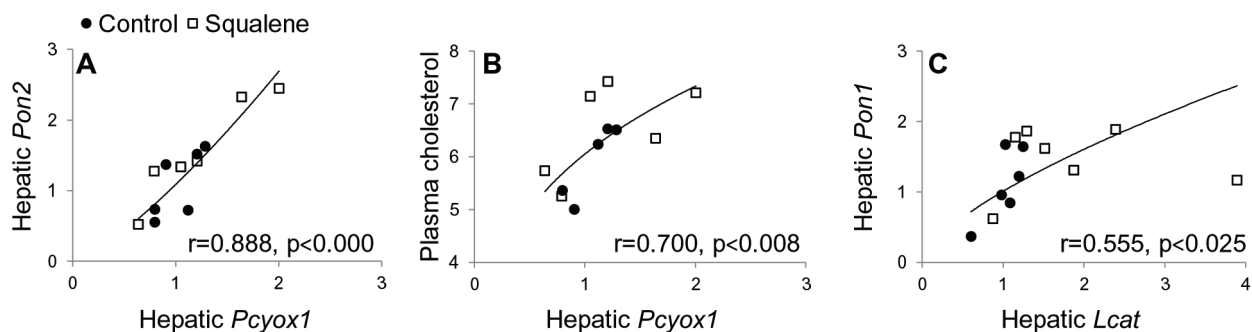 Control Squalene
A
Hepatic Pon2
3
2
1
0
r=0.888, p<0.000
0 1 2 3
Hepatic Pcyox1
B
Plasma cholesterol
8
7
6
5
4
r=0.700, p<0.008
0 1 2 3
Hepatic Pcyox1
C
Hepatic Pon1
3
2
1
0
r=0.555, p<0.025
0 1 2 3 4
Hepatic Lcat